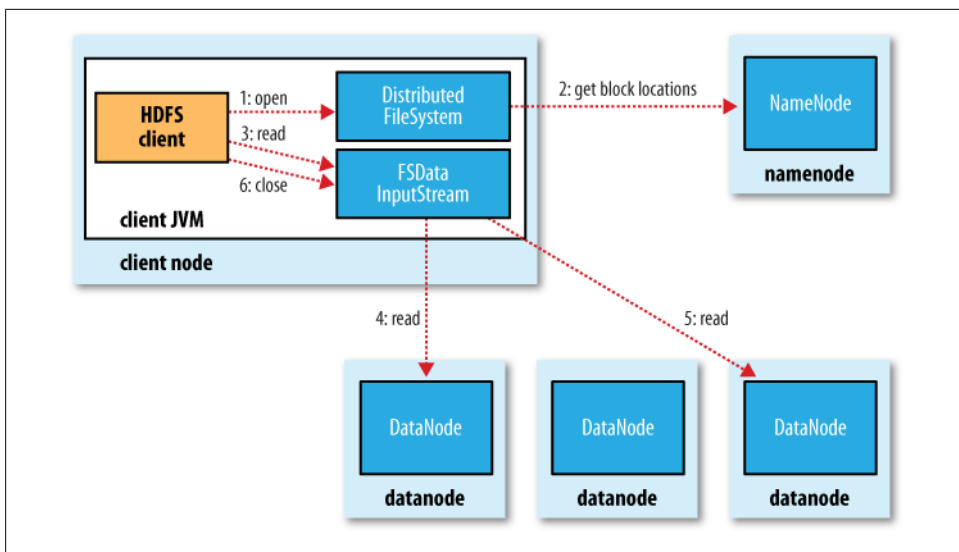 HDFS
client
1: open
3: read
6: close
Distributed
FileSystem
FSData
InputStream
client JVM
client node
2: get block locations
NameNode
namenode
4: read
5: read
DataNode
datanode
DataNode
datanode
DataNode
datanode